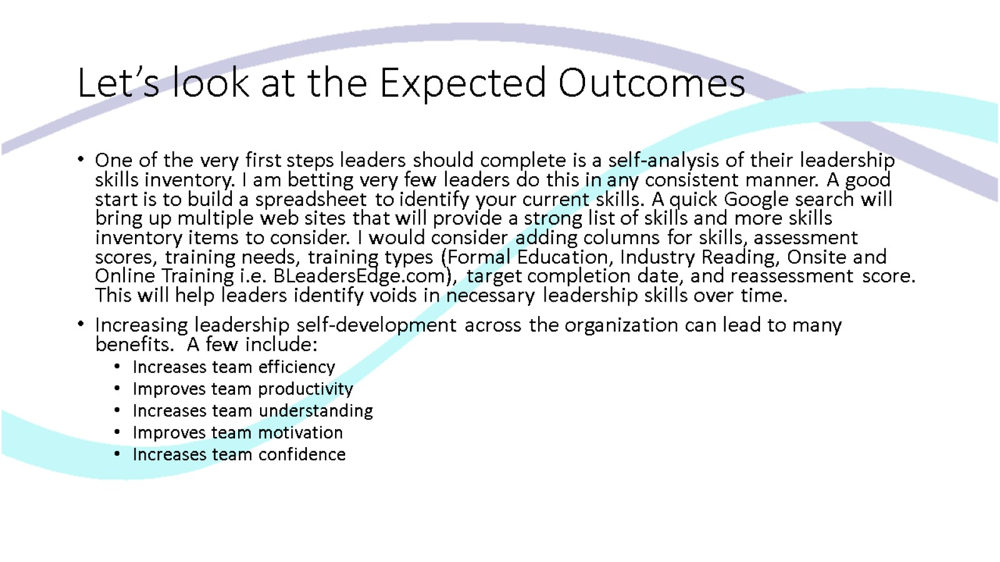 Let’s look at the Expected Outcomes
• One of the very first steps leaders should complete is a self-analysis of their leadership
skills inventory. I am betting very few leaders do this in any consistent manner. A good
start is to build a spreadsheet to identify your current skills. A quick Google search will
bring up multiple web sites that will provide a strong list of skills and more skills
inventory items to consider. I would consider adding columns for skills, assessment
scores, training needs, training types (Formal Education, Industry Reading, Onsite and
Online Training i.e. BLeadersEdge.com),  target completion date, and reassessment score.
This will help leaders identify voids in necessary leadership skills over time.
• Increasing leadership self-development across the organization can lead to many
benefits.  A few include:
• Increases team efficiency
• Improves team productivity
• Increases team understanding
• Improves team motivation
• Increases team confidence